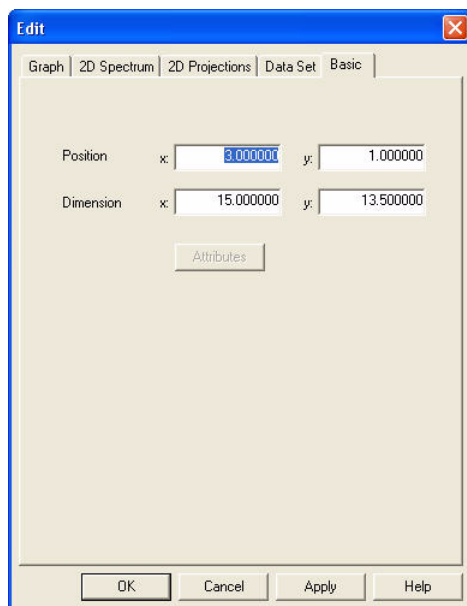 Edit
Graph 2D Spectrum 2D Projections Data Set Basic
Position x: 3.000000 y: 1.000000
Dimension x: 15.000000 y: 13.500000
Attributes
OK Cancel Apply Help